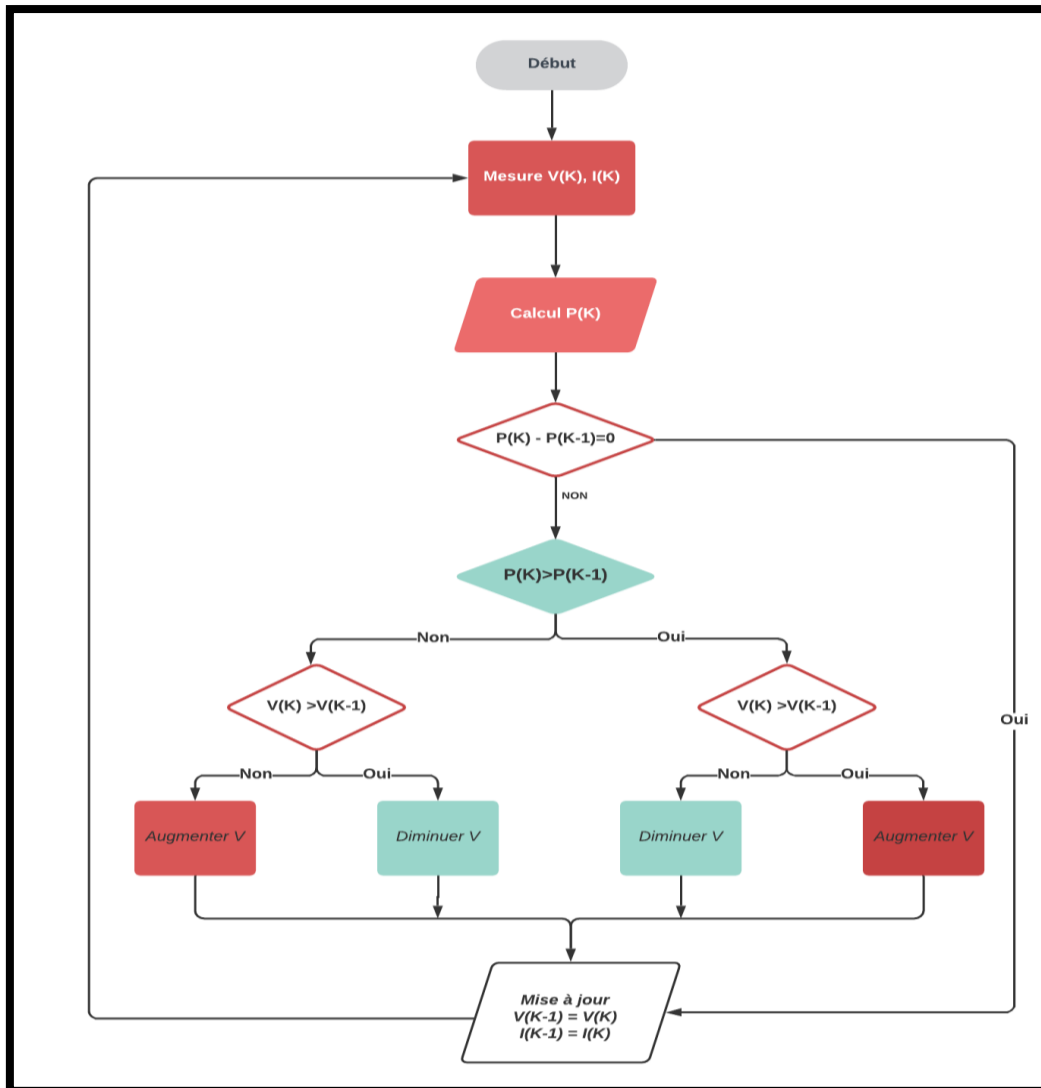 Début
Mesure V(K), I(K)
Calcul P(K)
P(K) - P(K-1)=0
NON
P(K)>P(K-1)
Non
Oui
V(K) >V(K-1)
V(K) >V(K-1)
Oui
Non
Oui
Non
Oui
Augmenter V
Diminuer V
Diminuer V
Augmenter V
Mise à jour
V(K-1) = V(K)
I(K-1) = I(K)